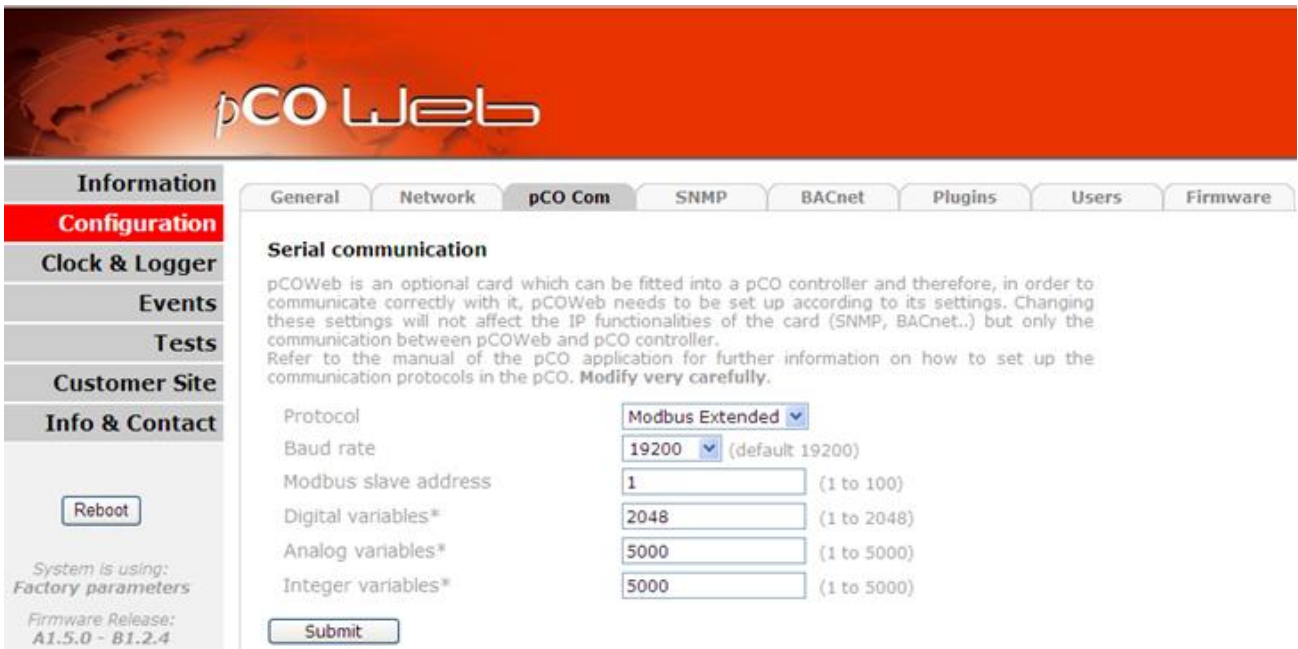 pCO Web
Information
Configuration
Clock & Logger
Events
Tests
Customer Site
Info & Contact
Reboot
System is using:
Factory parameters
Firmware Release:
A1.5.0 - B1.2.4
General Network pCO Com SNMP BACnet Plugins Users Firmware
Serial communication
pCOWeb is an optional card which can be fitted into a pCO controller and therefore, in order to
communicate correctly with it, pCOWeb needs to be set up according to its settings. Changing
these settings will not affect the IP functionalities of the card (SNMP, BACnet..) but only the
communication between pCOWeb and pCO controller.
Refer to the manual of the pCO application for further information on how to set up the
communication protocols in the pCO. Modify very carefully.
Protocol Modbus Extended
Baud rate 19200 (default 19200)
Modbus slave address 1 (1 to 100)
Digital variables* 2048 (1 to 2048)
Analog variables* 5000 (1 to 5000)
Integer variables* 5000 (1 to 5000)
Submit